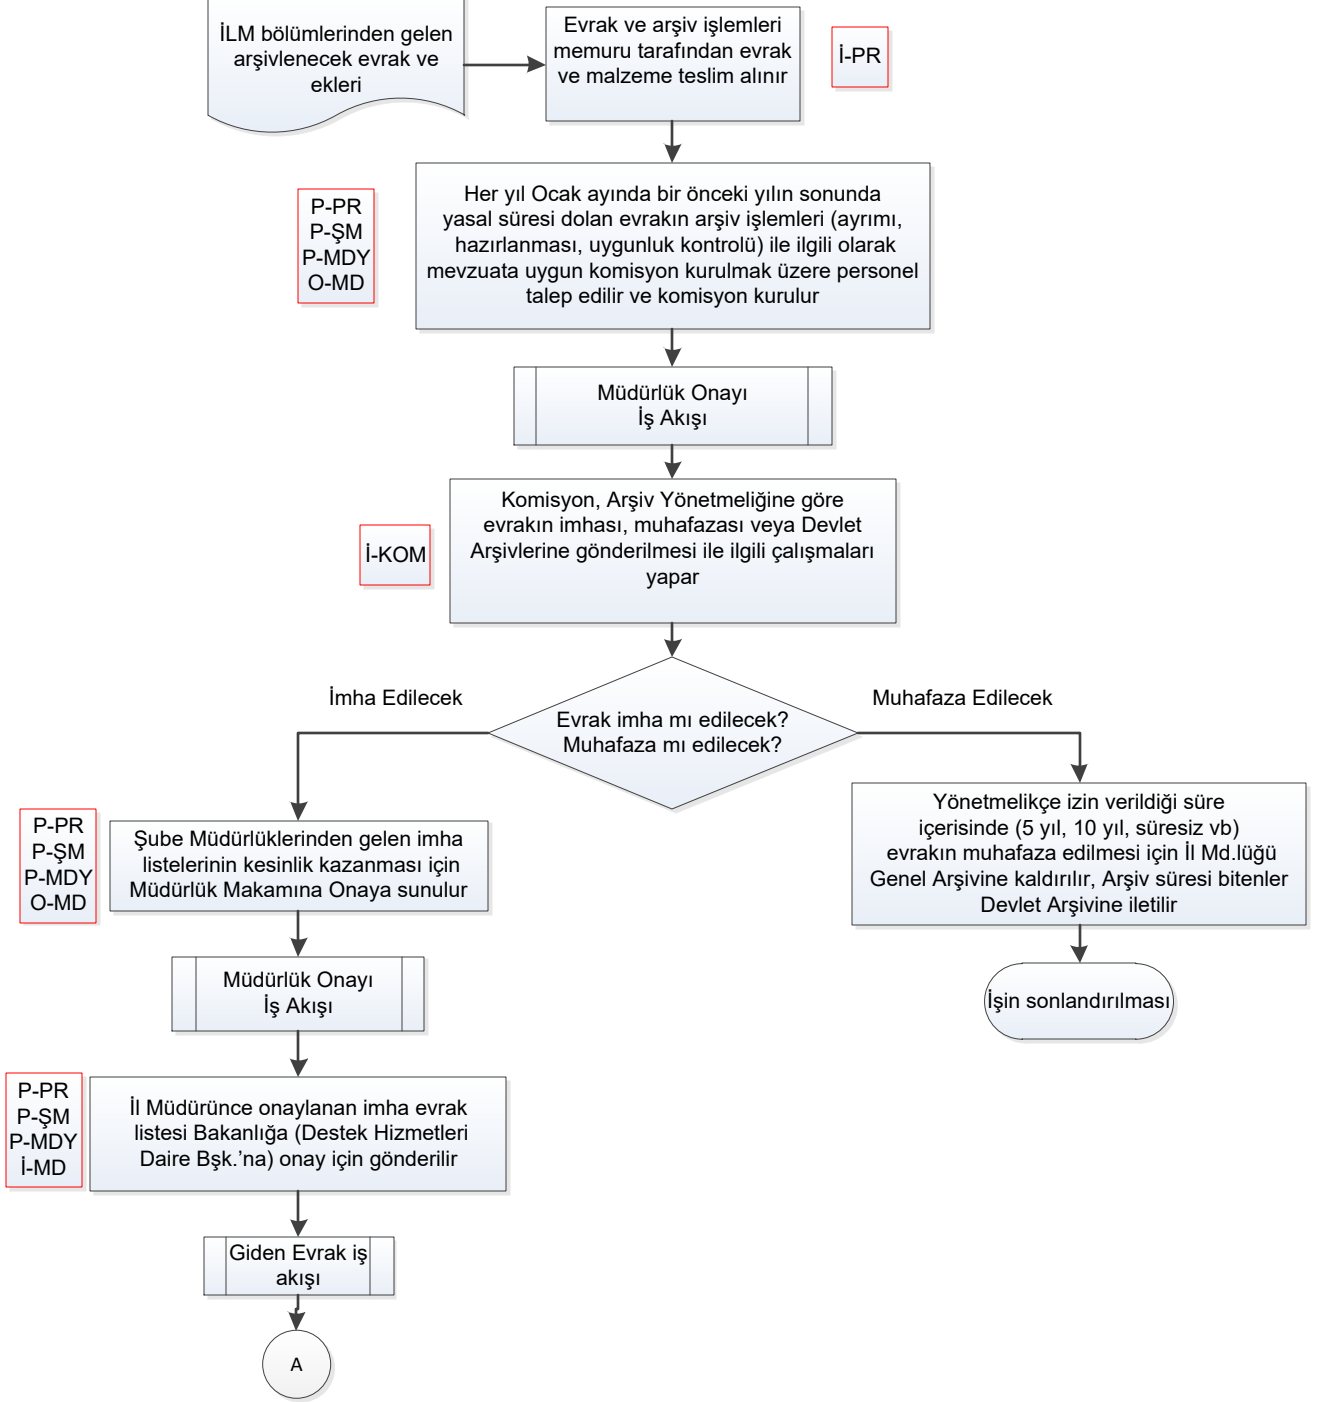 İLM bölümlerinden gelen
arşivlenecek evrak ve
ekleri
Evrak ve arşiv işlemleri
memuru tarafından evrak
ve malzeme teslim alınır
İ-PR
P-PR
P-ŞM
P-MDY
O-MD
Her yıl Ocak ayında bir önceki yılın sonunda
yasal süresi dolan evrakın arşiv işlemleri (ayrımı,
hazırlanması, uygunluk kontrolü) ile ilgili olarak
mevzuata uygun komisyon kurulmak üzere personel
talep edilir ve komisyon kurulur
Müdürlük Onayı
İş Akışı
İ-KOM
Komisyon, Arşiv Yönetmeliğine göre
evrakın imhası, muhafazası veya Devlet
Arşivlerine gönderilmesi ile ilgili çalışmaları
yapar
İmha Edilecek
Evrak imha mı edilecek?
Muhafaza mı edilecek?
Muhafaza Edilecek
P-PR
P-ŞM
P-MDY
O-MD
Şube Müdürlüklerinden gelen imha
listelerinin kesinlik kazanması için
Müdürlük Makamına Onaya sunulur
Yönetmelikçe izin verildiği süre
içerisinde (5 yıl, 10 yıl, süresiz vb)
evrakın muhafaza edilmesi için İl Md.lüğü
Genel Arşivine kaldırılır, Arşiv süresi bitenler
Devlet Arşivine iletilir
Müdürlük Onayı
İş Akışı
İşin sonlandırılması
P-PR
P-ŞM
P-MDY
İ-MD
İl Müdürünce onaylanan imha evrak
listesi Bakanlığa (Destek Hizmetleri
Daire Bşk.’na) onay için gönderilir
Giden Evrak iş
akışı
A